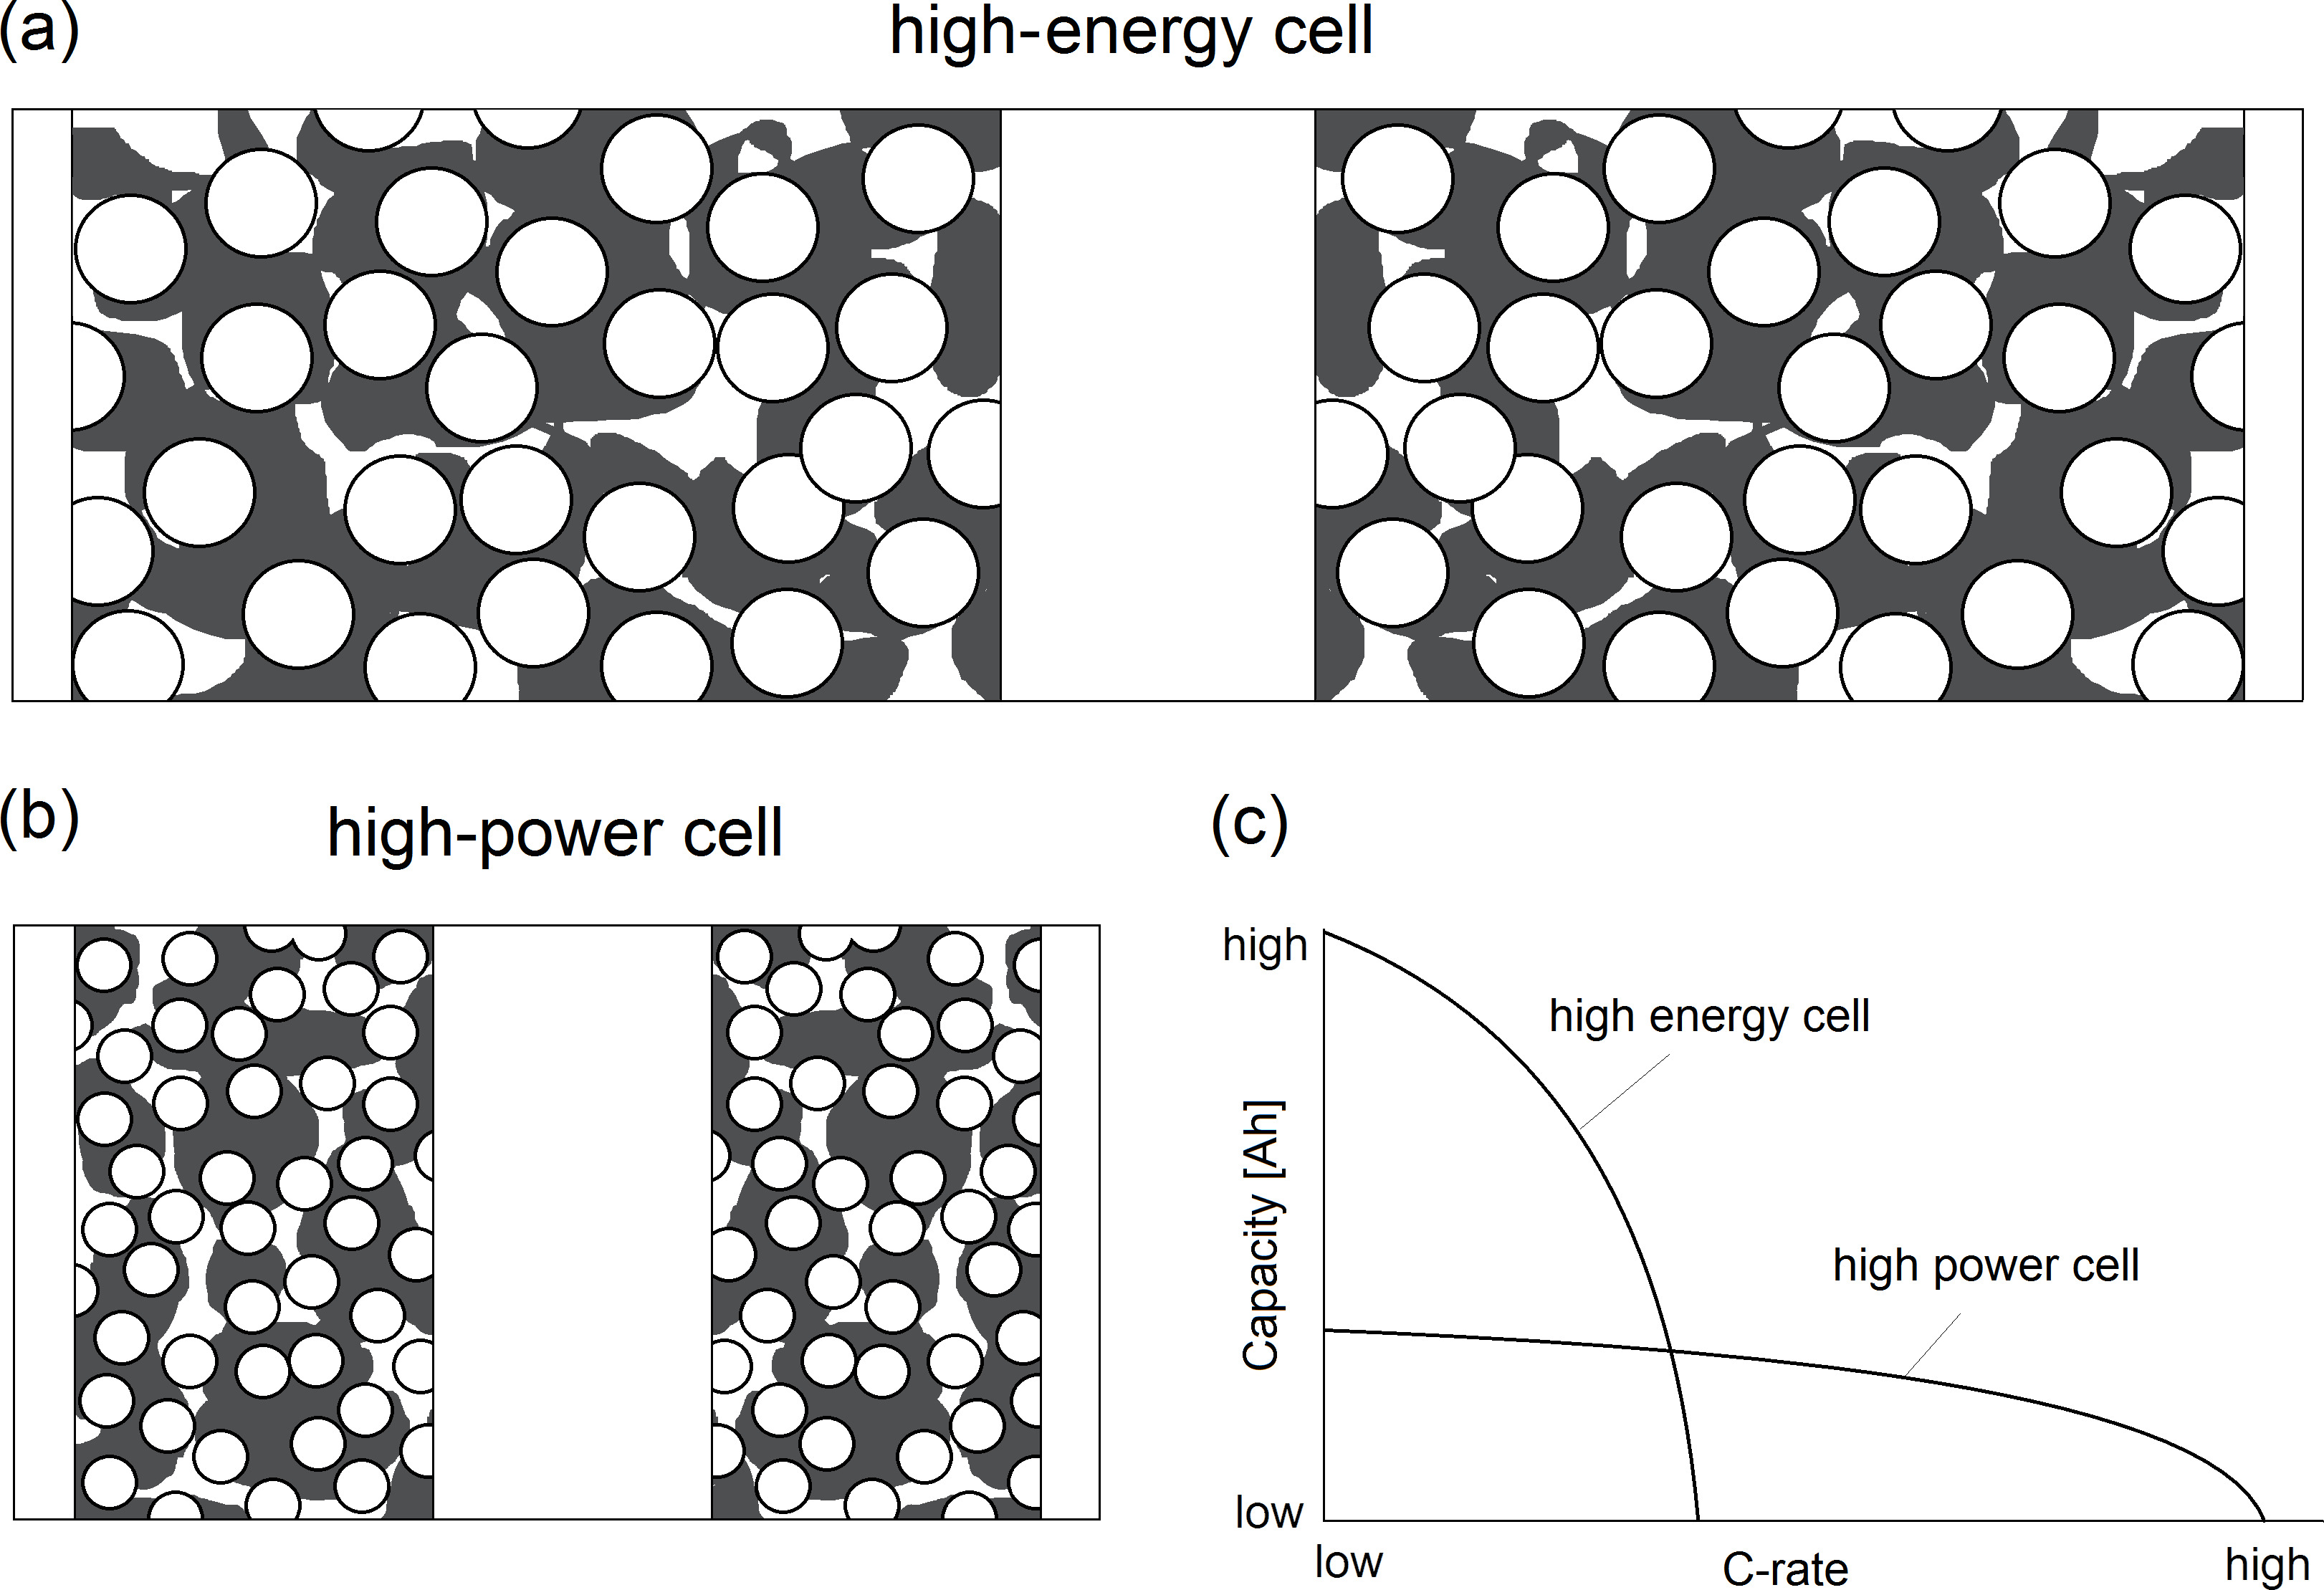 (a)
high-energy cell
(b)
high-power cell
(c)
high
high energy cell
high power cell
Capacity [Ah]
low
low
C-rate
high